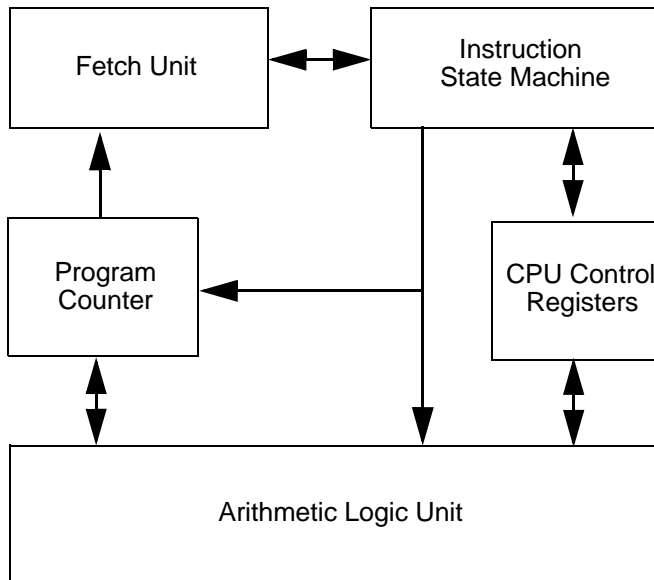 Fetch Unit
Instruction
State Machine
Program
Counter
CPU Control
Registers
Arithmetic Logic Unit